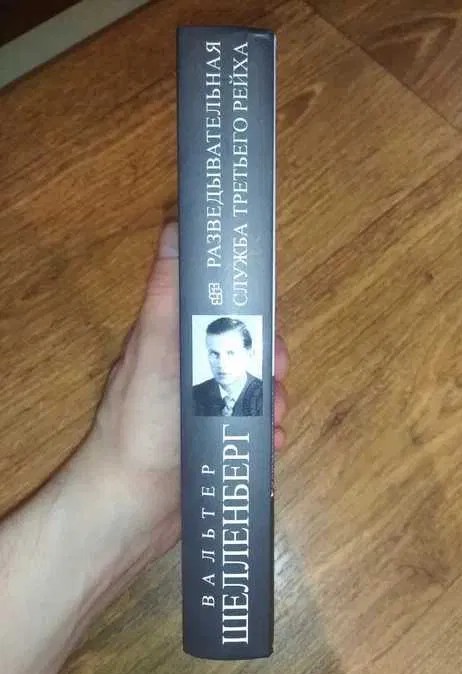 ВАЛЬТЕР
ШЕЛЛЕНБЕРГ
РАЗВЕДЫВАТЕЛЬНАЯ
СЛУЖБА ТРЕТЬЕГО РЕЙХА